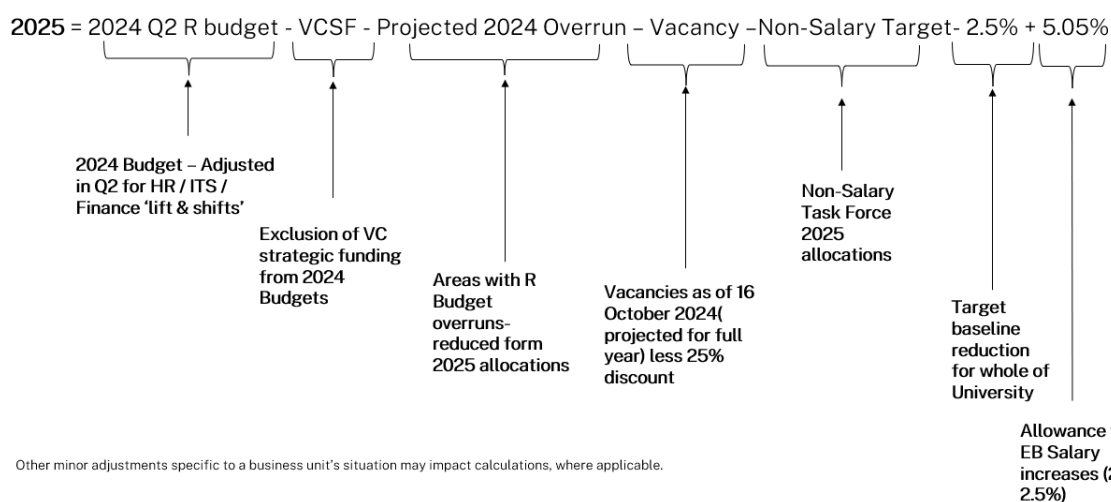 2025 = 2024 Q2 R budget - VCSF - Projected 2024 Overrun – Vacancy –Non-Salary Target- 2.5% + 5.05%
2024 Budget – Adjusted
in Q2 for HR / ITS /
Finance ‘lift & shifts’
Exclusion of VC
strategic funding
from 2024
Budgets
Areas with R
Budget
overruns-
reduced form
2025 allocations
Vacancies as of 16
October 2024(
projected for full
year) less 25%
discount
Non-Salary
Task Force
2025
allocations
Target
baseline
reduction
for whole of
University
Allowance
EB Salary
increases (
2.5%)
Other minor adjustments specific to a business unit’s situation may impact calculations, where applicable.